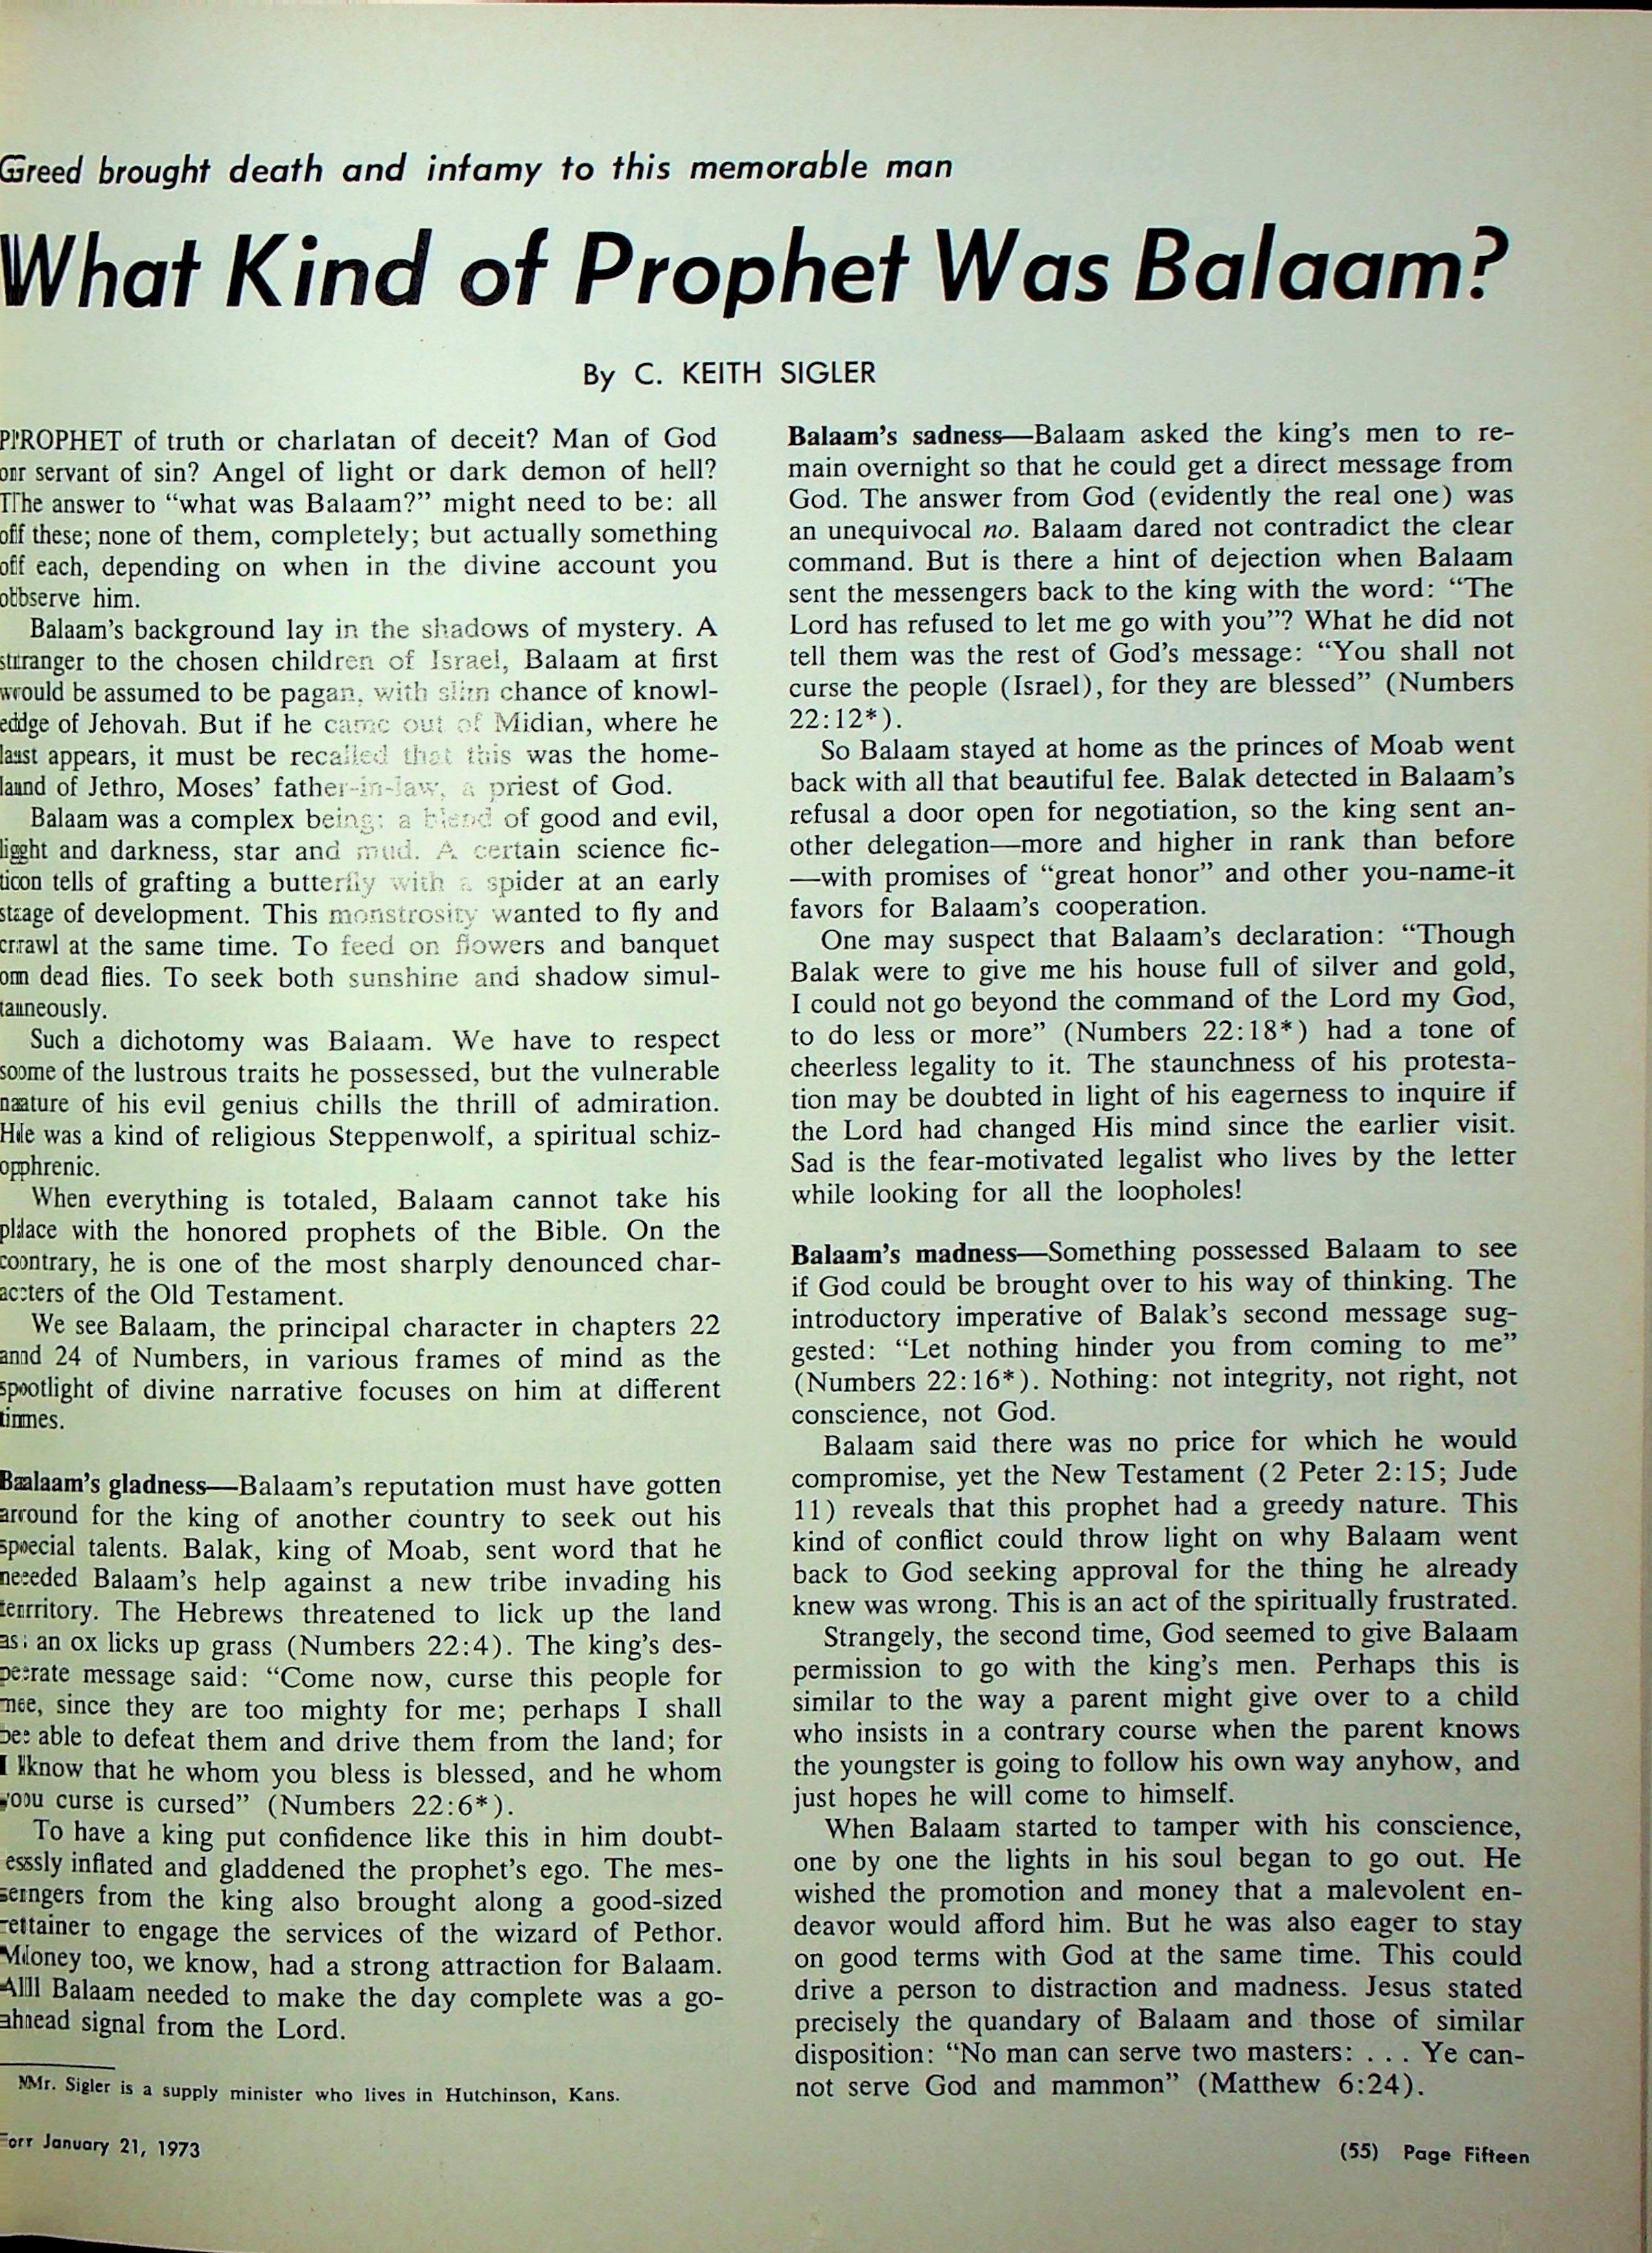 Greed brought death and infamy to this memorable man
What Kind of Prophet Was Balaam?
By C. KEITH SIGLER
PROPHET of truth or charlatan of deceit? Man of God
or servant of sin? Angel of light or dark demon of hell?
The answer to “what was Balaam?” might need to be: all
of these; none of them, completely; but actually something
of each, depending on when in the divine account you
observe him.
Balaam’s background lay in the shadows of mystery. A
stranger to the chosen children of Israel, Balaam at first
would be assumed to be pagan, with slim chance of knowl-
edge of Jehovah. But if he came out of Midian, where he
last appears, it must be recalled that this was the home-
land of Jethro, Moses’ father-in-law, a priest of God.
Balaam was a complex being: a blend of good and evil,
light and darkness, star and mud. A certain science fic-
tion tells of grafting a butterfly with a spider at an early
stage of development. This monstrosity wanted to fly and
crawl at the same time. To feed on flowers and banquet
on dead flies. To seek both sunshine and shadow simul-
taneously.
Such a dichotomy was Balaam. We have to respect
some of the lustrous traits he possessed, but the vulnerable
nature of his evil genius chills the thrill of admiration.
He was a kind of religious Steppenwolf, a spiritual schiz-
ophrenic.
When everything is totaled, Balaam cannot take his
place with the honored prophets of the Bible. On the
contrary, he is one of the most sharply denounced char-
acters of the Old Testament.
We see Balaam, the principal character in chapters 22
and 24 of Numbers, in various frames of mind as the
spotlight of divine narrative focuses on him at different
times.
Balaam’s gladness—Balaam’s reputation must have gotten
around for the king of another country to seek out his
special talents. Balak, king of Moab, sent word that he
needed Balaam’s help against a new tribe invading his
territory. The Hebrews threatened to lick up the land
as an ox licks up grass (Numbers 22:4). The king’s des-
perate message said: “Come now, curse this people for
me, since they are too mighty for me; perhaps I shall
be able to defeat them and drive them from the land; for
I know that he whom you bless is blessed, and he whom
you curse is cursed” (Numbers 22:6*).
To have a king put confidence like this in him doubt-
lessly inflated and gladdened the prophet’s ego. The mes-
sengers from the king also brought along a good-sized
retainer to engage the services of the wizard of Pethor.
Money too, we know, had a strong attraction for Balaam.
All Balaam needed to make the day complete was a go-
ahead signal from the Lord.
Mr. Sigler is a supply minister who lives in Hutchinson, Kans.
For January 21, 1973
Balaam’s sadness—Balaam asked the king’s men to re-
main overnight so that he could get a direct message from
God. The answer from God (evidently the real one) was
an unequivocal no. Balaam dared not contradict the clear
command. But is there a hint of dejection when Balaam
sent the messengers back to the king with the word: “The
Lord has refused to let me go with you”? What he did not
tell them was the rest of God’s message: “You shall not
curse the people (Israel), for they are blessed” (Numbers
22:12*).
So Balaam stayed at home as the princes of Moab went
back with all that beautiful fee. Balak detected in Balaam’s
refusal a door open for negotiation, so the king sent an-
other delegation—more and higher in rank than before
—with promises of “great honor” and other you-name-it
favors for Balaam’s cooperation.
One may suspect that Balaam’s declaration: “Though
Balak were to give me his house full of silver and gold,
I could not go beyond the command of the Lord my God,
to do less or more” (Numbers 22:18*) had a tone of
cheerless legality to it. The staunchness of his protesta-
tion may be doubted in light of his eagerness to inquire if
the Lord had changed His mind since the earlier visit.
Sad is the fear-motivated legalist who lives by the letter
while looking for all the loopholes!
Balaam’s madness—Something possessed Balaam to see
if God could be brought over to his way of thinking. The
introductory imperative of Balak’s second message sug-
gested: “Let nothing hinder you from coming to me”
(Numbers 22:16*). Nothing: not integrity, not right, not
conscience, not God.
Balaam said there was no price for which he would
compromise, yet the New Testament (2 Peter 2:15; Jude
11) reveals that this prophet had a greedy nature. This
kind of conflict could throw light on why Balaam went
back to God seeking approval for the thing he already
knew was wrong. This is an act of the spiritually frustrated.
Strangely, the second time, God seemed to give Balaam
permission to go with the king’s men. Perhaps this is
similar to the way a parent might give over to a child
who insists in a contrary course when the parent knows
the youngster is going to follow his own way anyhow, and
just hopes he will come to himself.
When Balaam started to tamper with his conscience,
one by one the lights in his soul began to go out. He
wished the promotion and money that a malevolent en-
deavor would afford him. But he was also eager to stay
on good terms with God at the same time. This could
drive a person to distraction and madness. Jesus stated
precisely the quandary of Balaam and those of similar
disposition: “No man can serve two masters: . . . Ye can-
not serve God and mammon” (Matthew 6:24).
(55) Page Fifteen